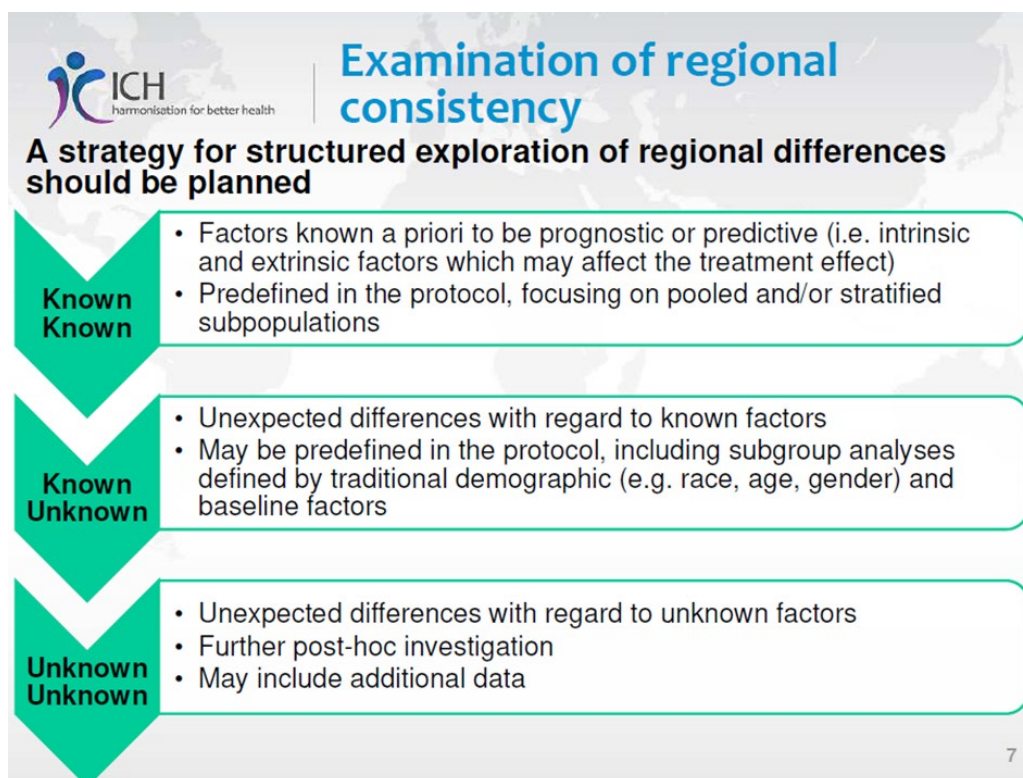 ICH
harmonisation for better health
Examination of regional
consistency
A strategy for structured exploration of regional differences
should be planned
Known
Known
• Factors known a priori to be prognostic or predictive (i.e. intrinsic
and extrinsic factors which may affect the treatment effect)
• Predefined in the protocol, focusing on pooled and/or stratified
subpopulations
Known
Unknown
• Unexpected differences with regard to known factors
• May be predefined in the protocol, including subgroup analyses
defined by traditional demographic (e.g. race, age, gender) and
baseline factors
Unknown
Unknown
• Unexpected differences with regard to unknown factors
• Further post-hoc investigation
• May include additional data
7